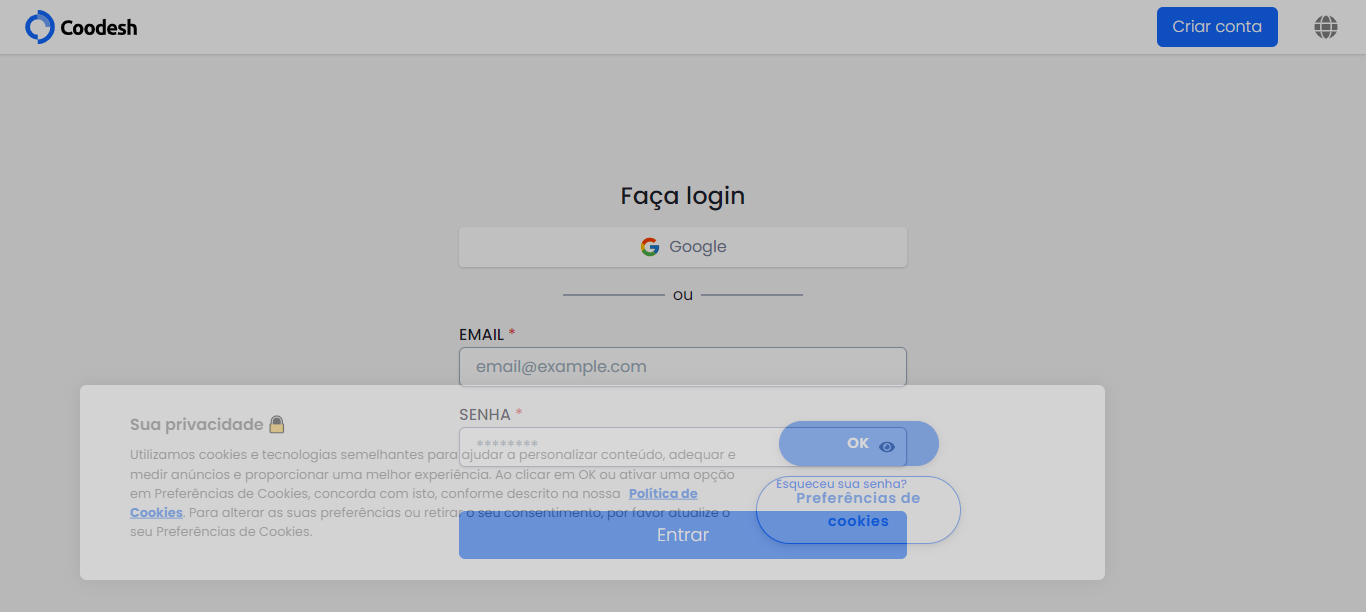 Coodesh
Criar conta
Faça login
Google
ou
EMAIL *
email@example.com
SENHA *
********
Esqueceu sua senha?
Entrar
Sua privacidade
Utilizamos cookies e tecnologias semelhantes para ajudar a personalizar conteúdo, adequar e
medir anúncios e proporcionar uma melhor experiência. Ao clicar em OK ou ativar uma opção
em Preferências de Cookies, concorda com isto, conforme descrito na nossa Política de
Cookies. Para alterar as suas preferências ou retirar o seu consentimento, por favor atualize o
seu Preferências de Cookies.
OK
Preferências de
cookies